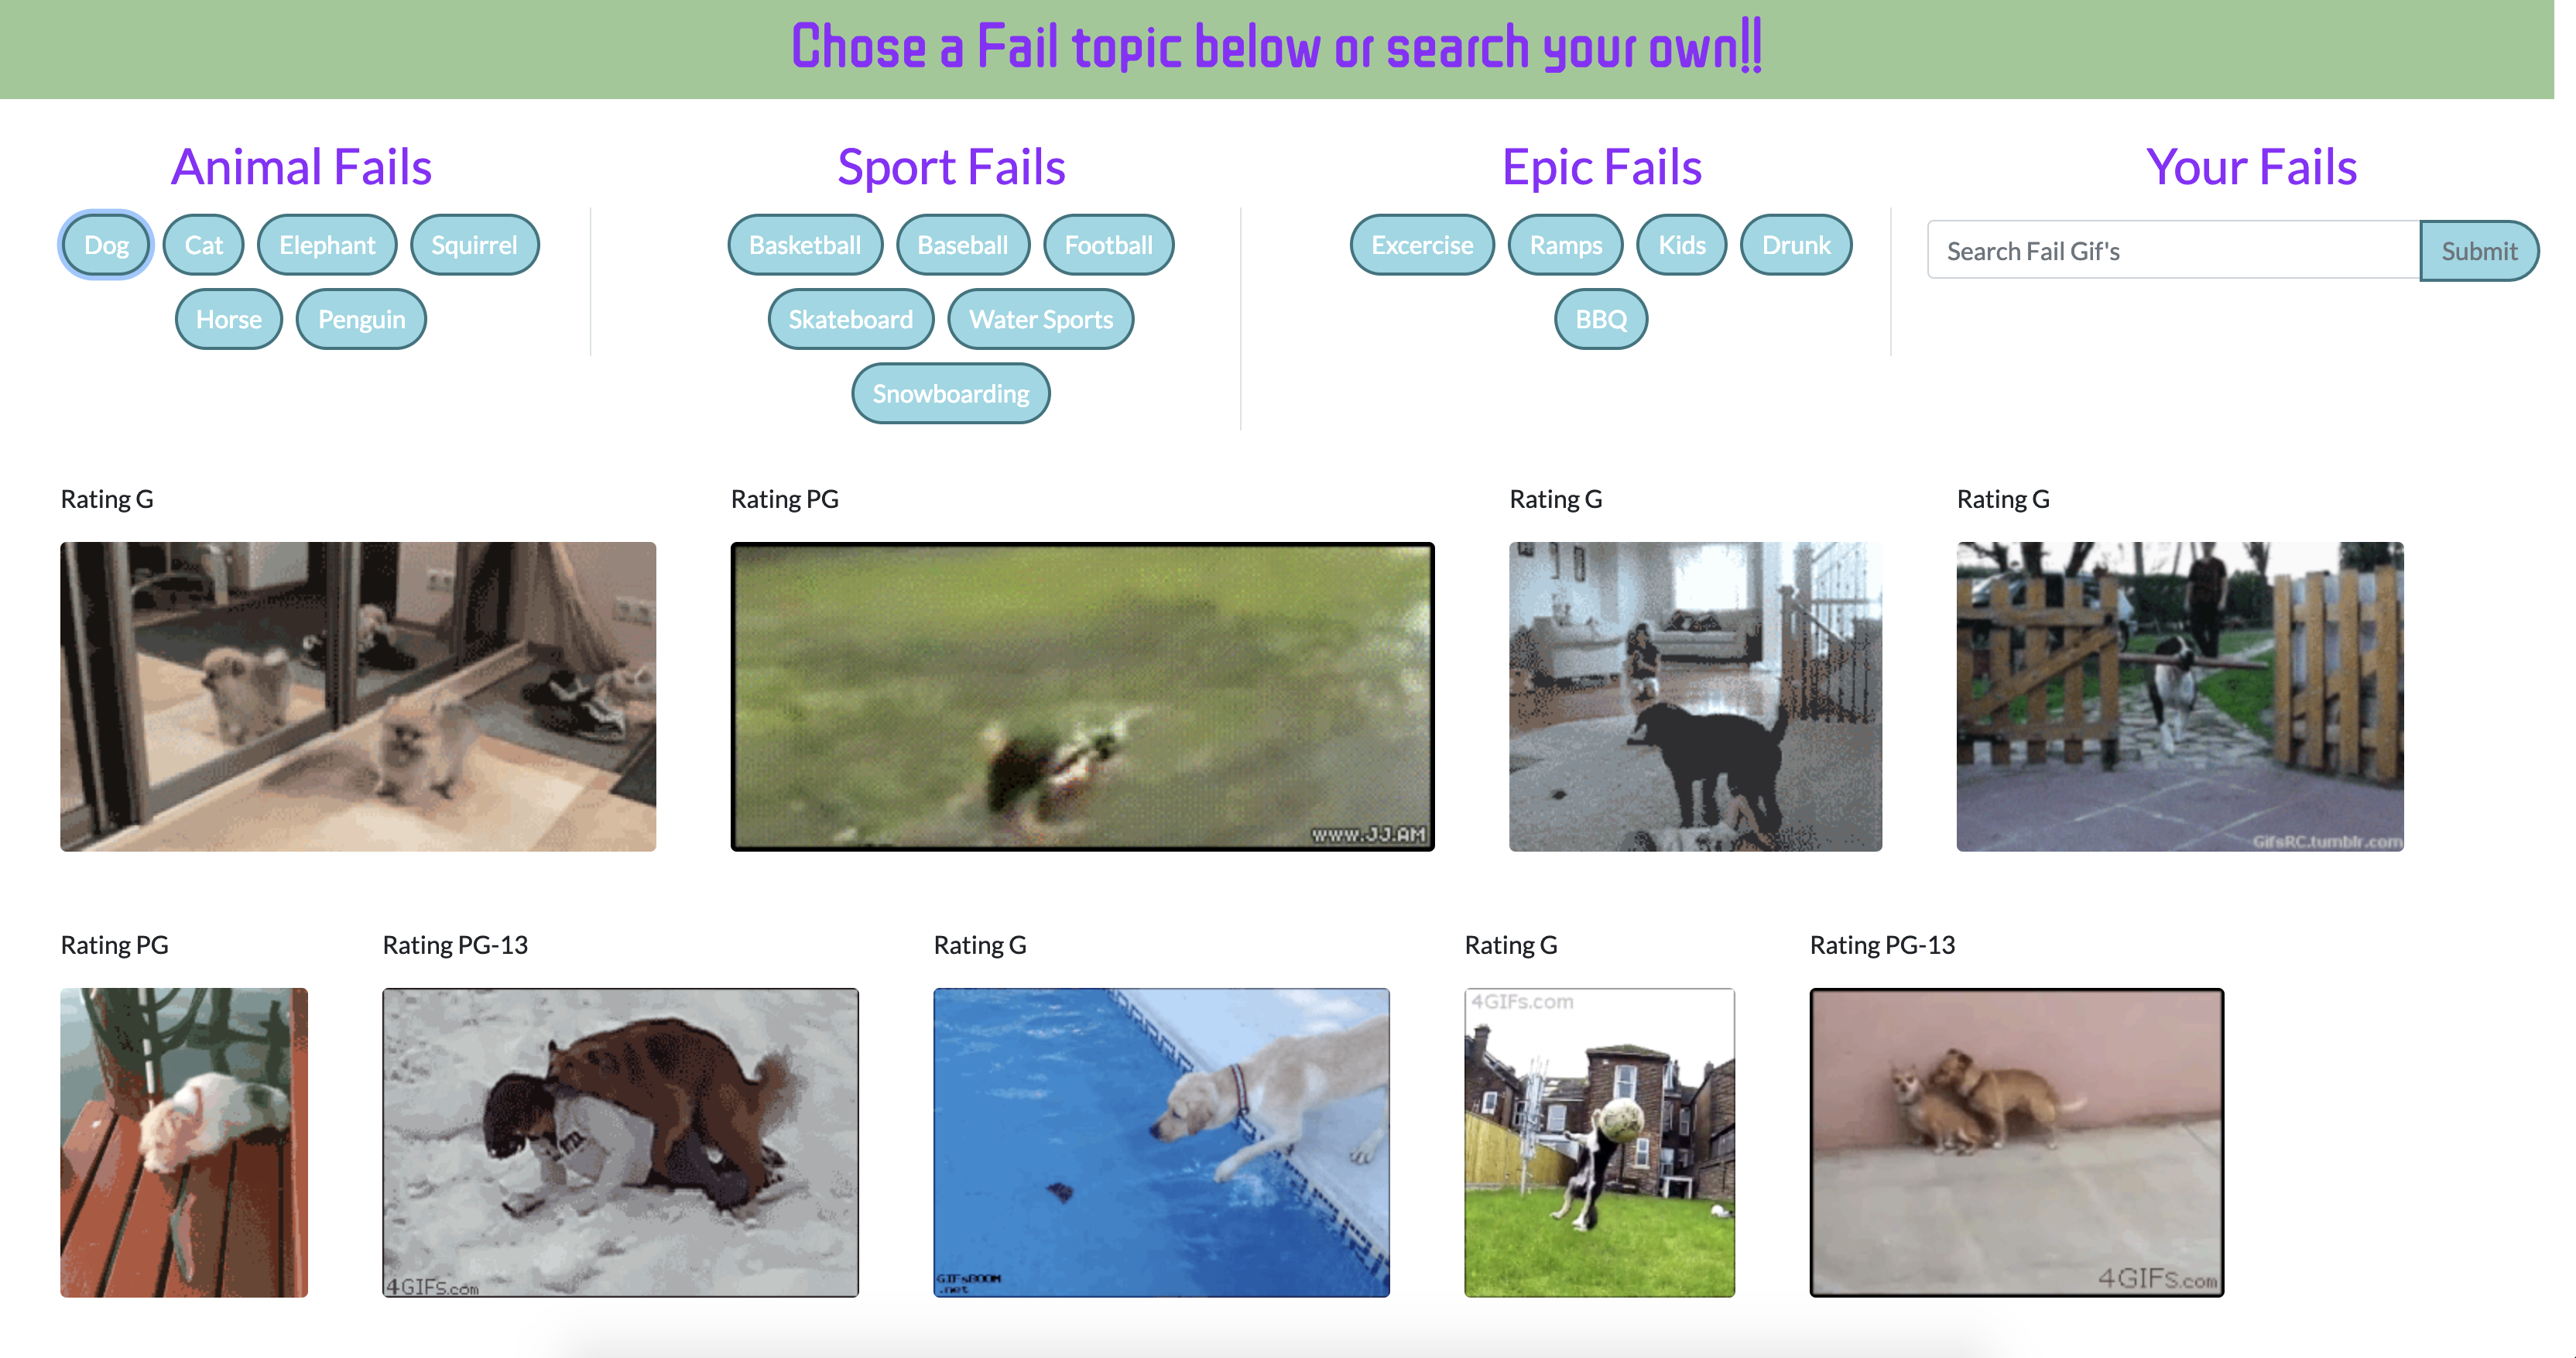 Chose a Fail topic below or search your own!!
Animal Fails
Dog Cat Elephant Squirrel
Horse Penguin
Sport Fails
Basketball Baseball Football
Skateboard Water Sports
Snowboarding
Epic Fails
Excercise Ramps Kids Drunk
BBQ
Your Fails
Search Fail Gif's Submit
Rating G
www.JJ.AM
Rating PG
Rating G
Rating G
GifsRC.tumblr.com
Rating PG
Rating PG-13
4GIFs.com
Rating G
GIFsBOOM
.net
Rating G
4GIFs.com
Rating PG-13
4GIFs.com